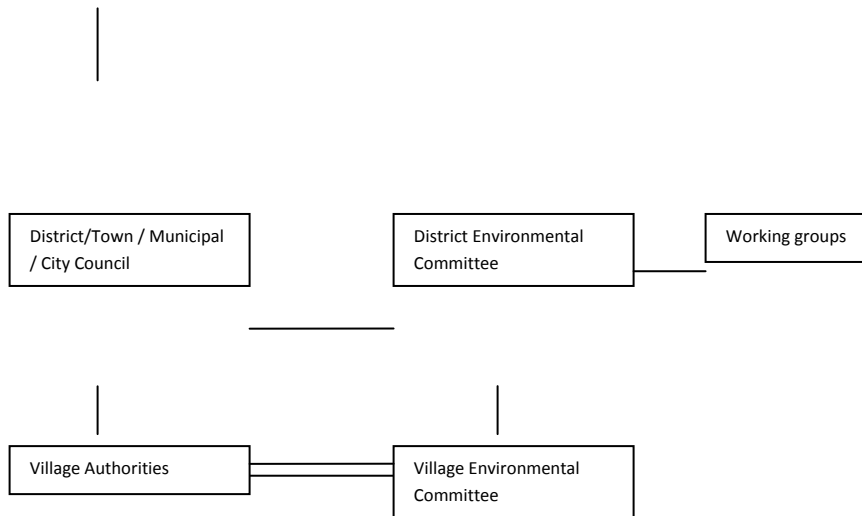 District/Town / Municipal
/ City Council
District Environmental
Committee
Working groups
Village Authorities
Village Environmental
Committee